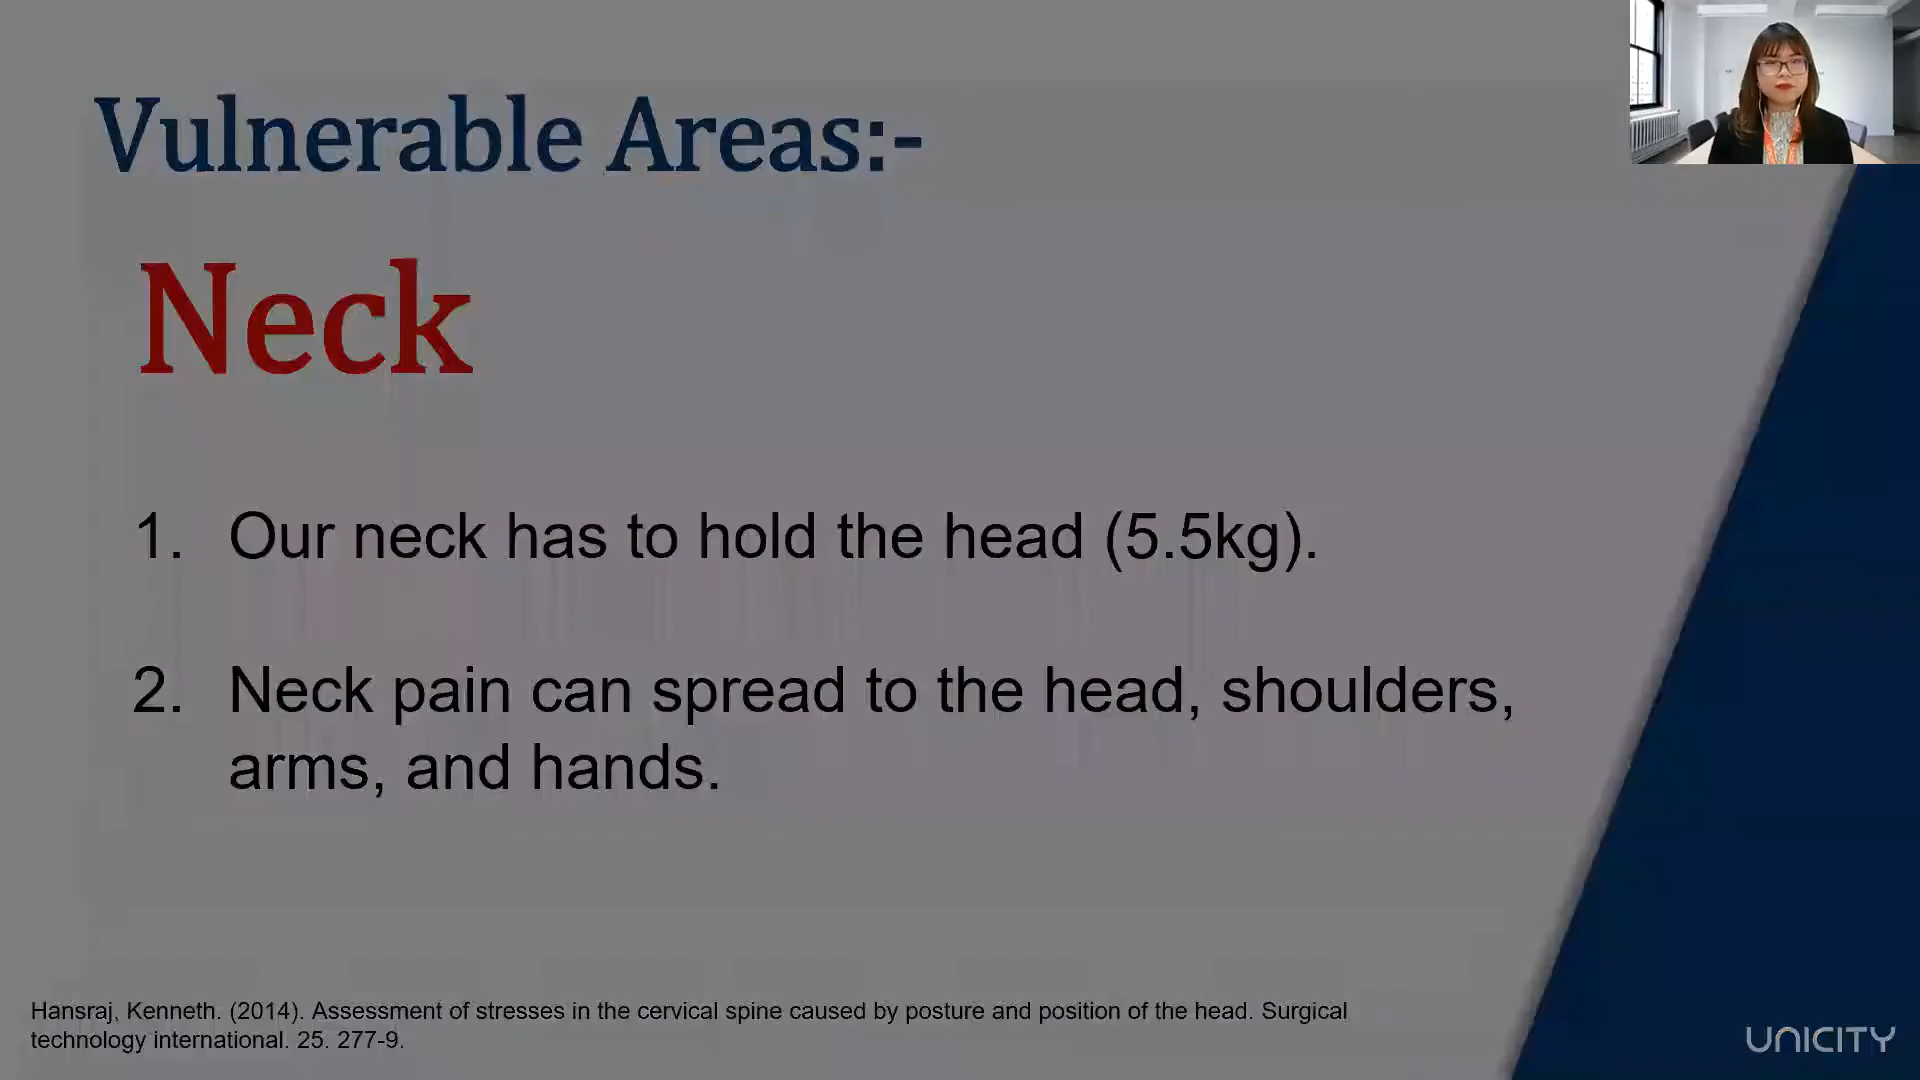 Vulnerable Areas:-
Neck
1. Our neck has to hold the head (5.5kg).
2. Neck pain can spread to the head, shoulders,
arms, and hands.
Hansraj, Kenneth. (2014). Assessment of stresses in the cervical spine caused by posture and position of the head. Surgical
technology international. 25. 277-9.
UNICITY